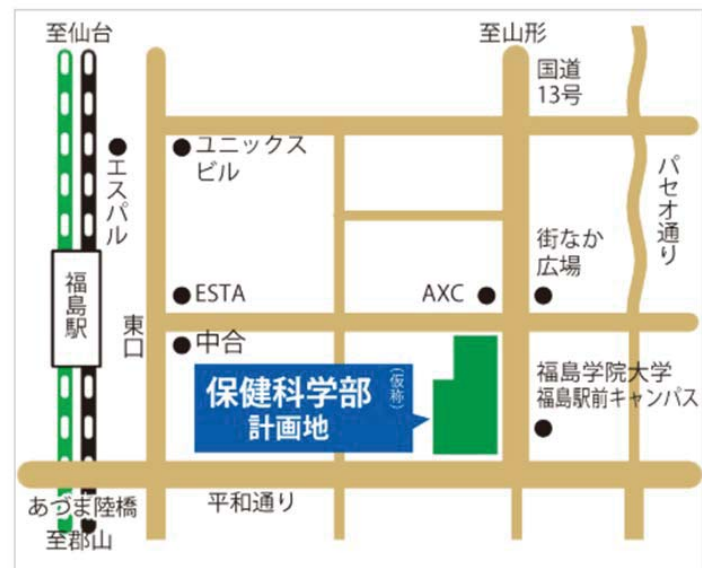 至仙台
至山形
国道
13号
エスパル
ユニックス
ビル
パセオ通り
街なか
広場
福島駅
東口
ESTA
AXC
中合
保健科学部
(仮称)
計画地
福島学院大学
福島駅前キャンパス
あづま陸橋
平和通り
至郡山